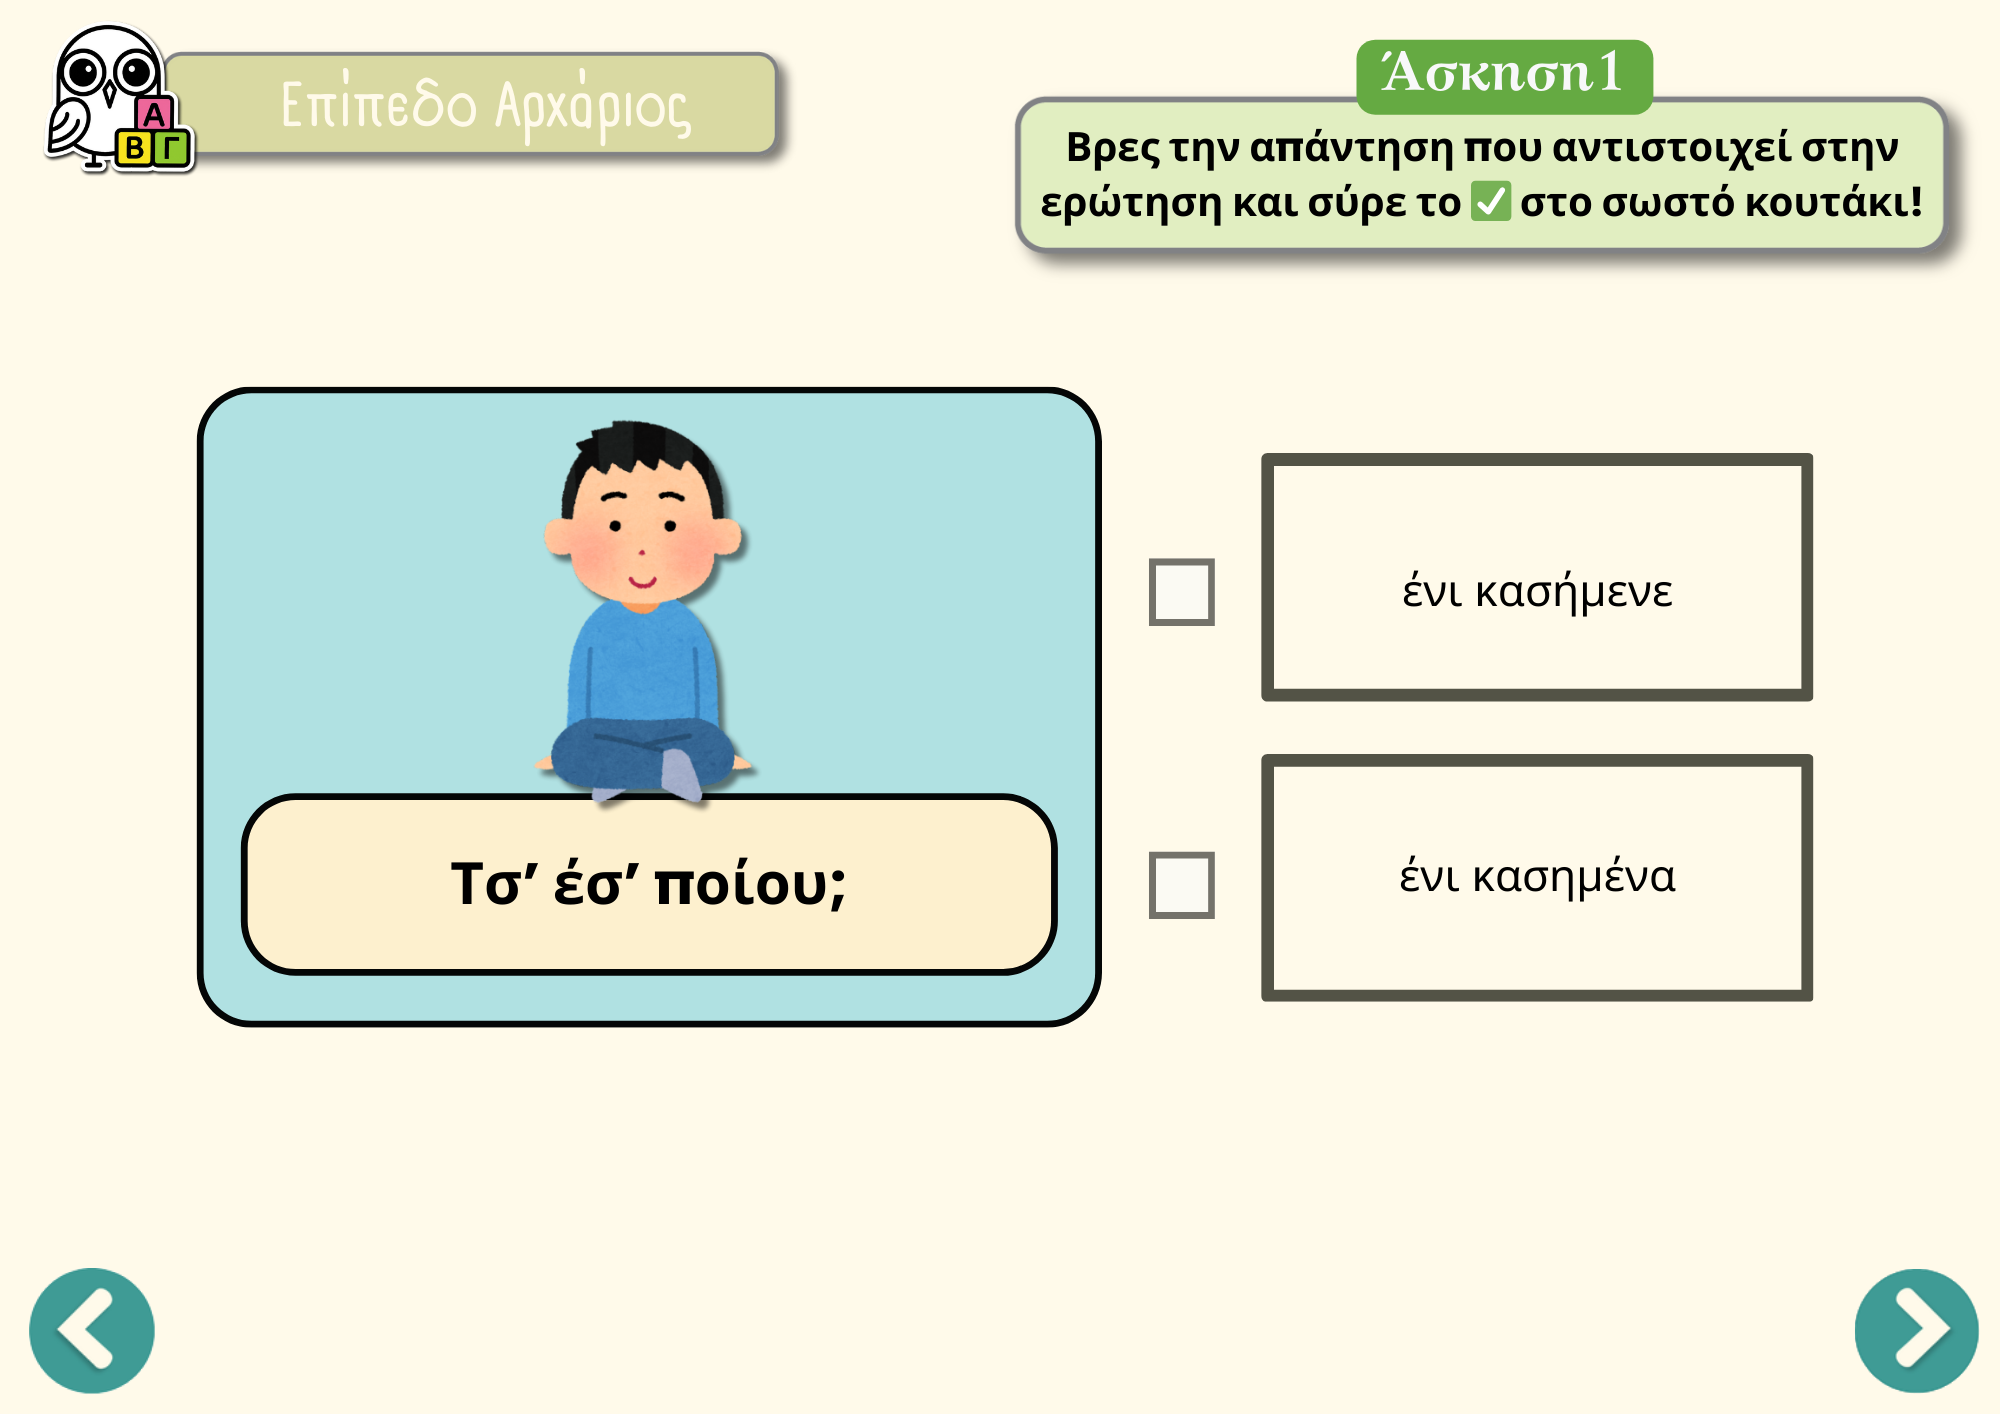 Α
Β Γ
Επίπεδο Αρχάριος
Άσκηση 1
Βρες την απάντηση που αντιστοιχεί στην
ερώτηση και σύρε το ✅ στο σωστό κουτάκι!
Τσ’ έσ’ ποίου;
ένι κασήμενε
ένι κασημένα